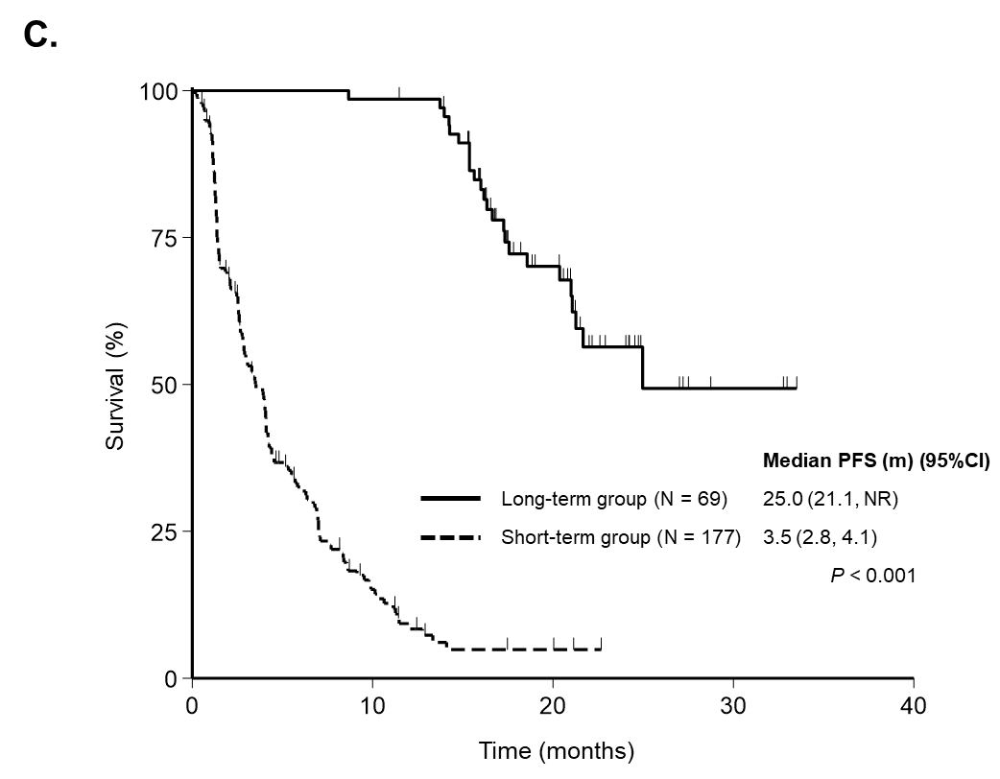 C.
100
75
50
25
0
Survival (%)
Median PFS (m) (95%CI)
Long-term group (N = 69) 25.0 (21.1, NR)
Short-term group (N = 177) 3.5 (2.8, 4.1)
P < 0.001
0 10 20 30 40
Time (months)